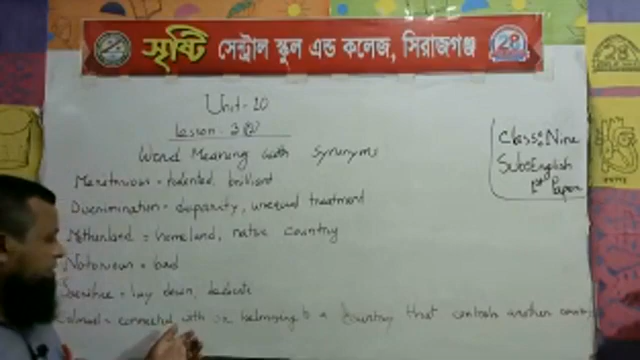 সৃষ্টি সেন্ট্রাল স্কুল এন্ড কলেজ, সিরাজগঞ্জ
Unit-10
Lesson - 3
Class: Nine
Sub: English
1st Paper
Word Meaning with synonyms
Meritorious = talented, brilliant
Discrimination = disparity, unequal treatment
Motherland = homeland, native country
Notorious = bad
Sacrifice = lay down, dedicate
Colonial = connected with or belonging to a country that controls another country